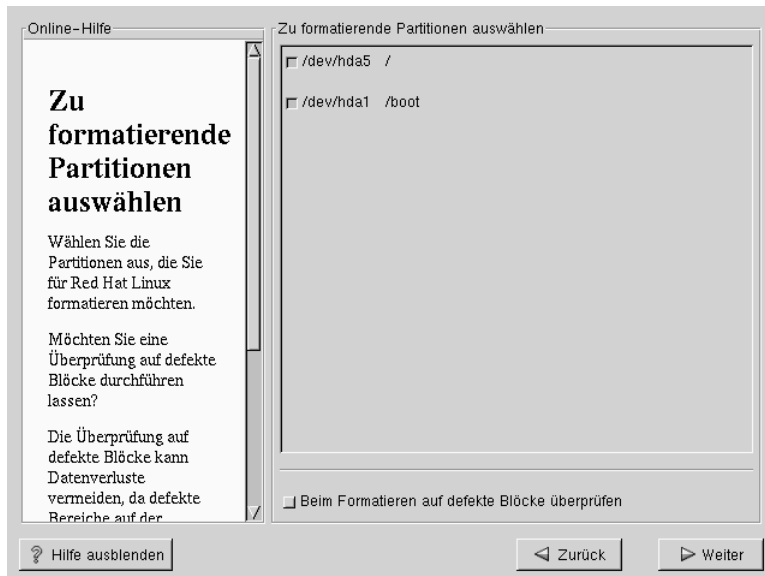 Online-Hilfe
Zu
formatierende
Partitionen
auswählen
Wählen Sie die
Partitionen aus, die Sie
für Red Hat Linux
formatieren möchten.
Möchten Sie eine
Überprüfung auf defekte
Blöcke durchführen
lassen?
Die Überprüfung auf
defekte Blöcke kann
Datenverluste
vermeiden, da defekte
Bereiche auf der
Zu formatierende Partitionen auswählen
/dev/hda5 /
/dev/hda1 /boot
Beim Formatieren auf defekte Blöcke überprüfen
Hilfe ausblenden
Zurück
Weiter